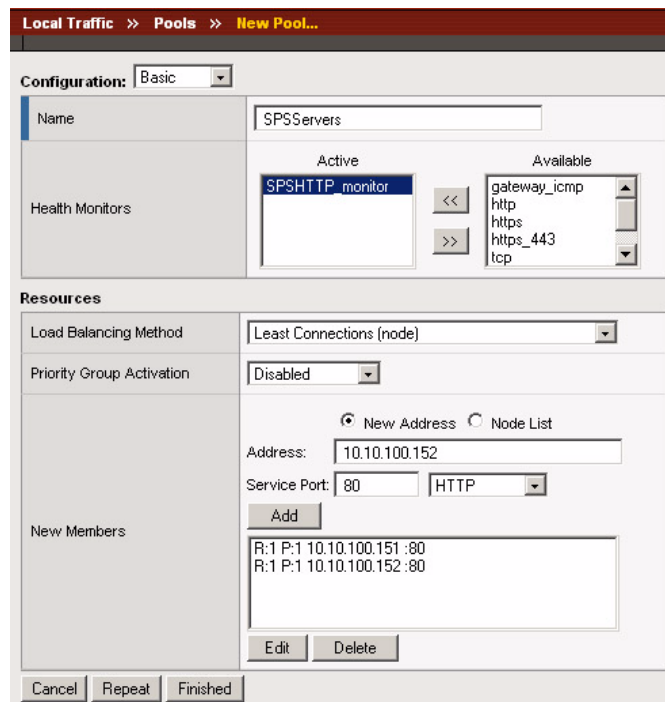 Local Traffic >> Pools >> New Pool...
Configuration: Basic
Name SPSServers
Active Available
Health Monitors
SPSHTTP_monitor << gateway_icmp
http
https
>> https_443
tcp
Resources
Load Balancing Method Least Connections (node)
Priority Group Activation Disabled
New Members
New Address Node List
Address: 10.10.100.152
Service Port: 80 HTTP
Add
R:1 P:1 10.10.100.151 :80
R:1 P:1 10.10.100.152 :80
Edit Delete
Cancel Repeat Finished